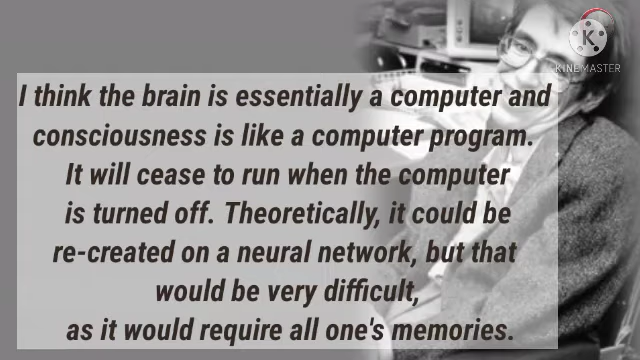 K
KINEMASTER
I think the brain is essentially a computer and
consciousness is like a computer program.
It will cease to run when the computer
is turned off. Theoretically, it could be
re-created on a neural network, but that
would be very difficult,
as it would require all one's memories.